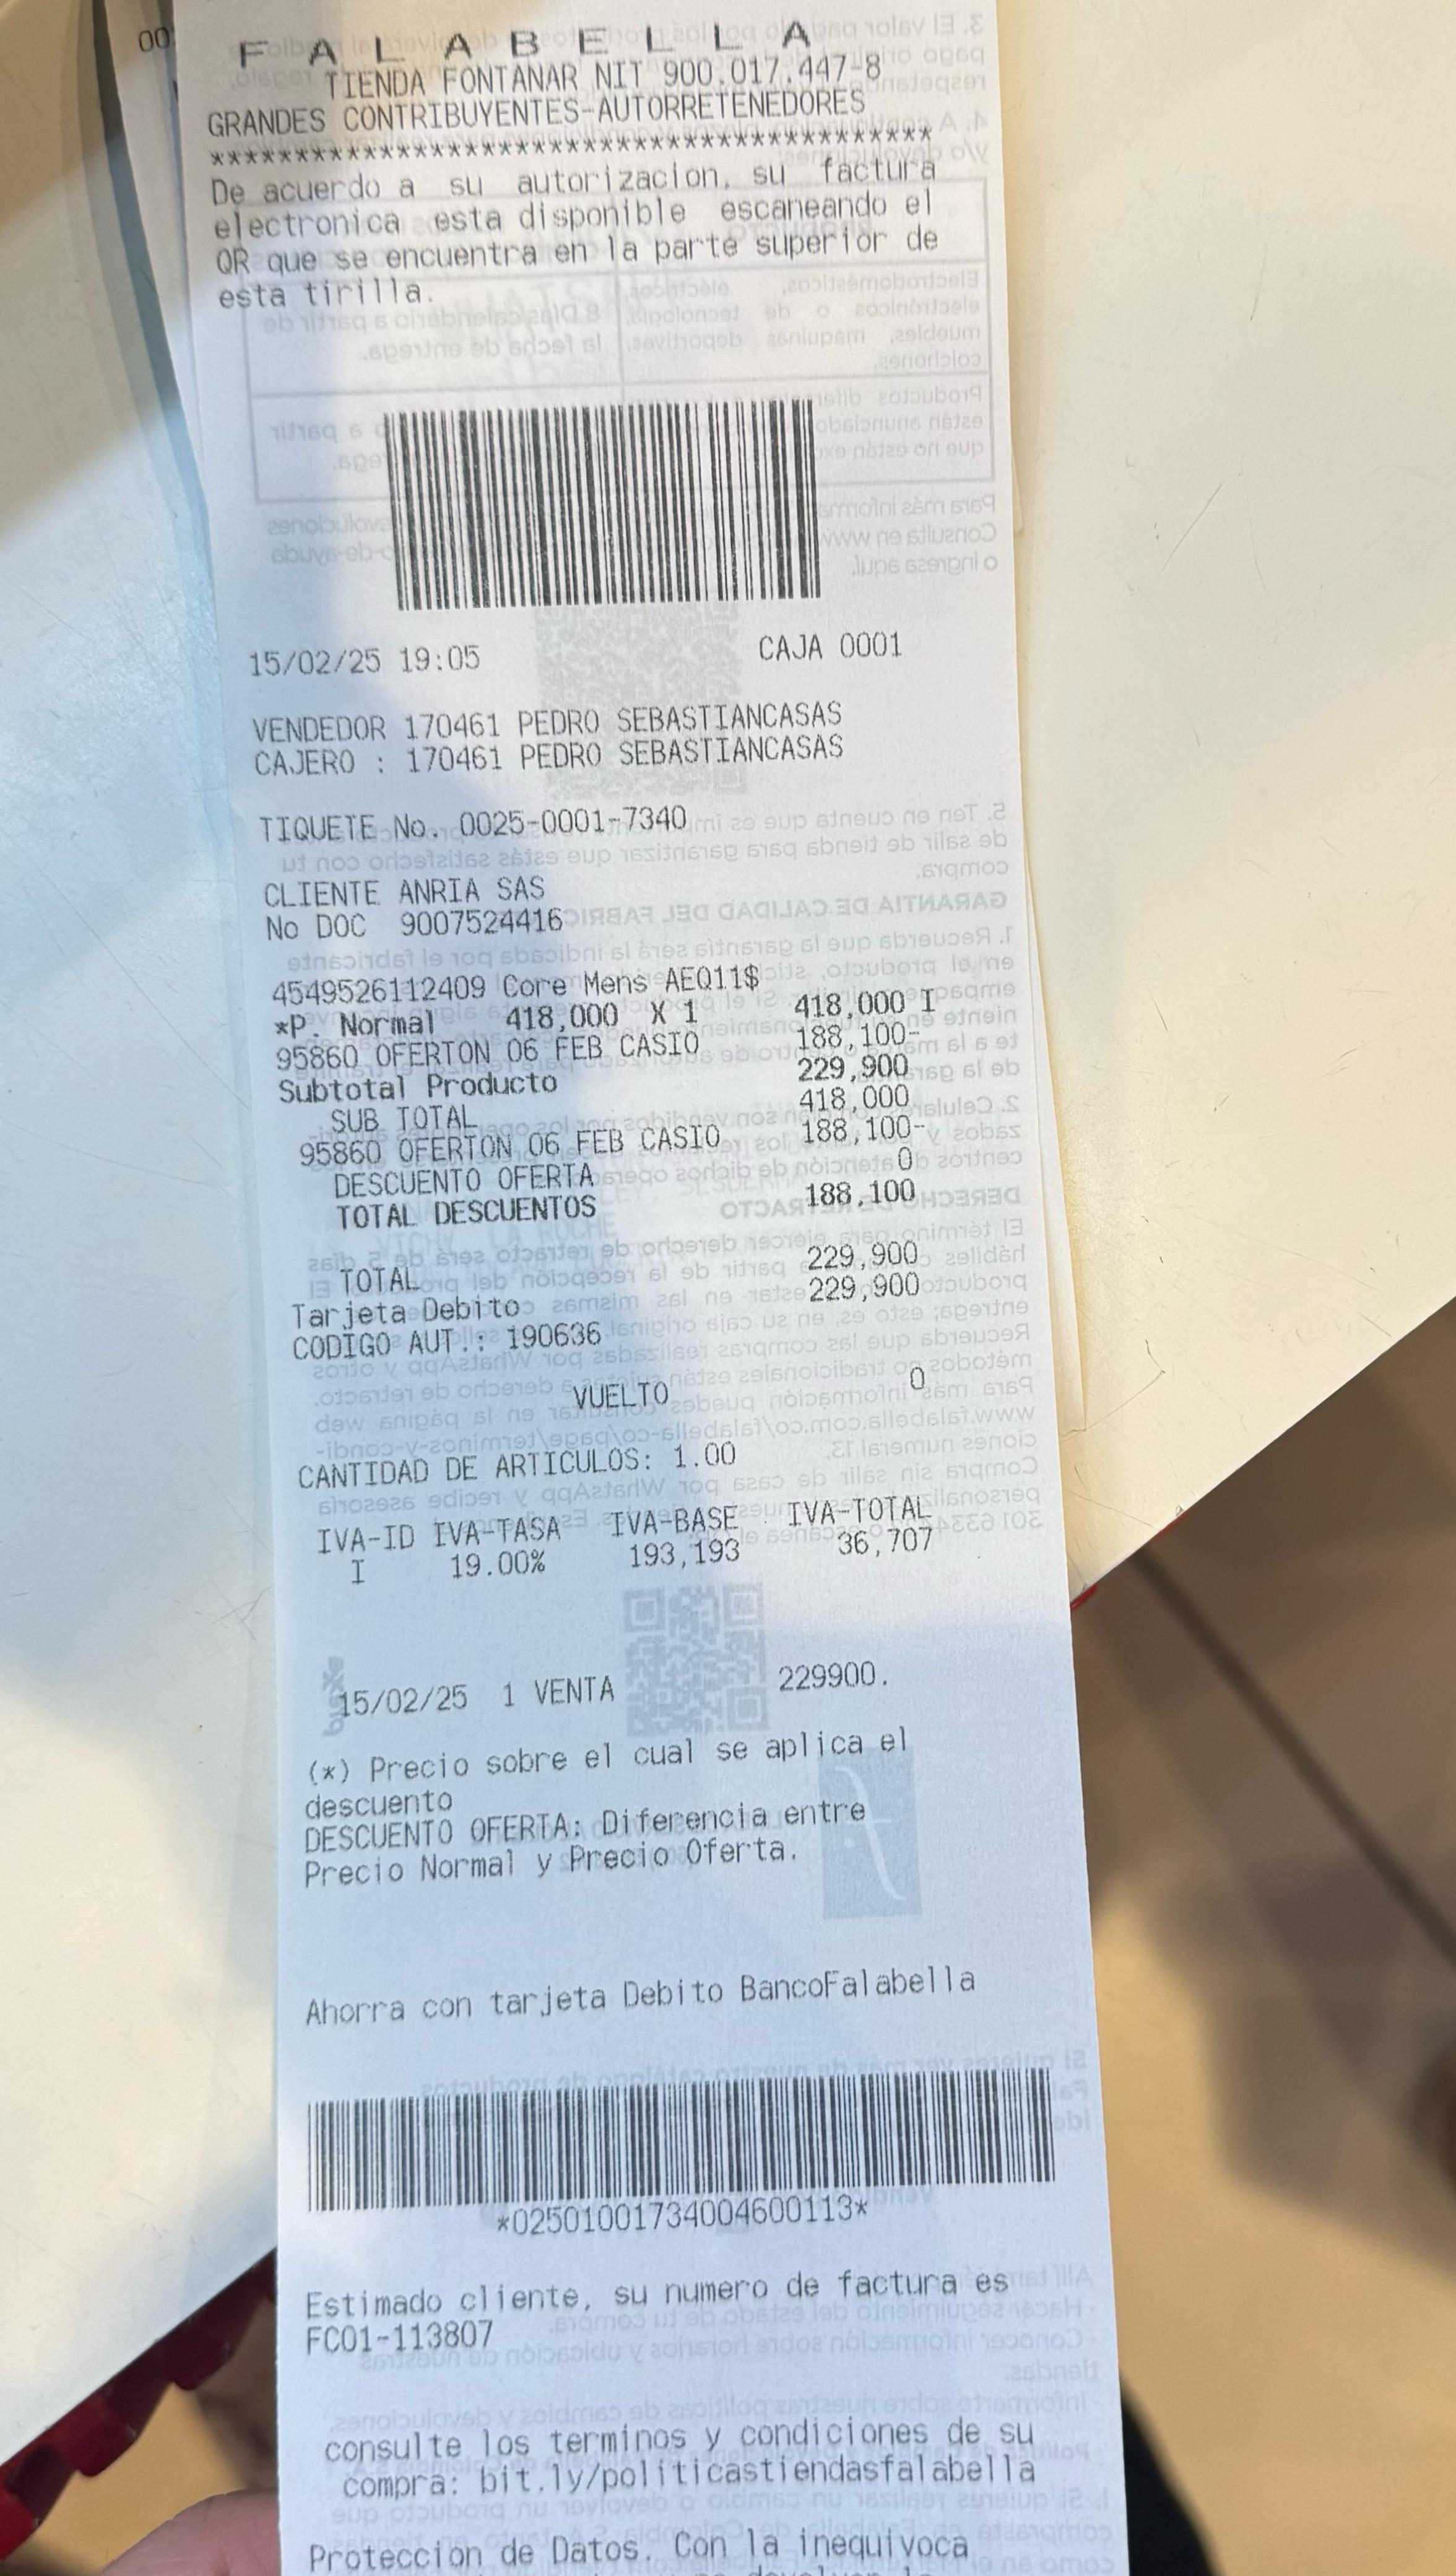 00
F A L A B E L L A
TIENDA FONTANAR NIT 900.017.447-8
GRANDES CONTRIBUYENTES-AUTORRETENEDORES
*******************************************
De acuerdo a su autorizacion, su factura
electronica esta disponible escaneando el
QR que se encuentra en la parte superior de
esta tirilla.
15/02/25 19:05 CAJA 0001
VENDEDOR 170461 PEDRO SEBASTIANCASAS
CAJERO : 170461 PEDRO SEBASTIANCASAS
TIQUETE No. 0025-0001-7340
CLIENTE ANRIA SAS
No DOC 9007524416
4549526112409 Core Mens AEQ11$
*P. Normal 418,000 X 1 418,000 I
95860 OFERTON 06 FEB CASIO 188,100-
Subtotal Producto 229,900
SUB TOTAL 418,000
95860 OFERTON 06 FEB CASIO 188,100-
DESCUENTO OFERTA 0
TOTAL DESCUENTOS 188,100
TOTAL 229,900
Tarjeta Debito 229,900
CODIGO AUT.: 190636
VUELTO 0
CANTIDAD DE ARTICULOS: 1.00
IVA-ID IVA-TASA IVA-BASE IVA-TOTAL
I 19.00% 193,193 36,707
15/02/25 1 VENTA 229900.
(*) Precio sobre el cual se aplica el
descuento
DESCUENTO OFERTA: Diferencia entre
Precio Normal y Precio Oferta.
Ahorra con tarjeta Debito BancoFalabella
*02501001734004600113*
Estimado cliente, su numero de factura es
FC01-113807
consulte los terminos y condiciones de su
compra: bit.ly/politicastiendasfalabella
Proteccion de Datos. Con la inequivoca